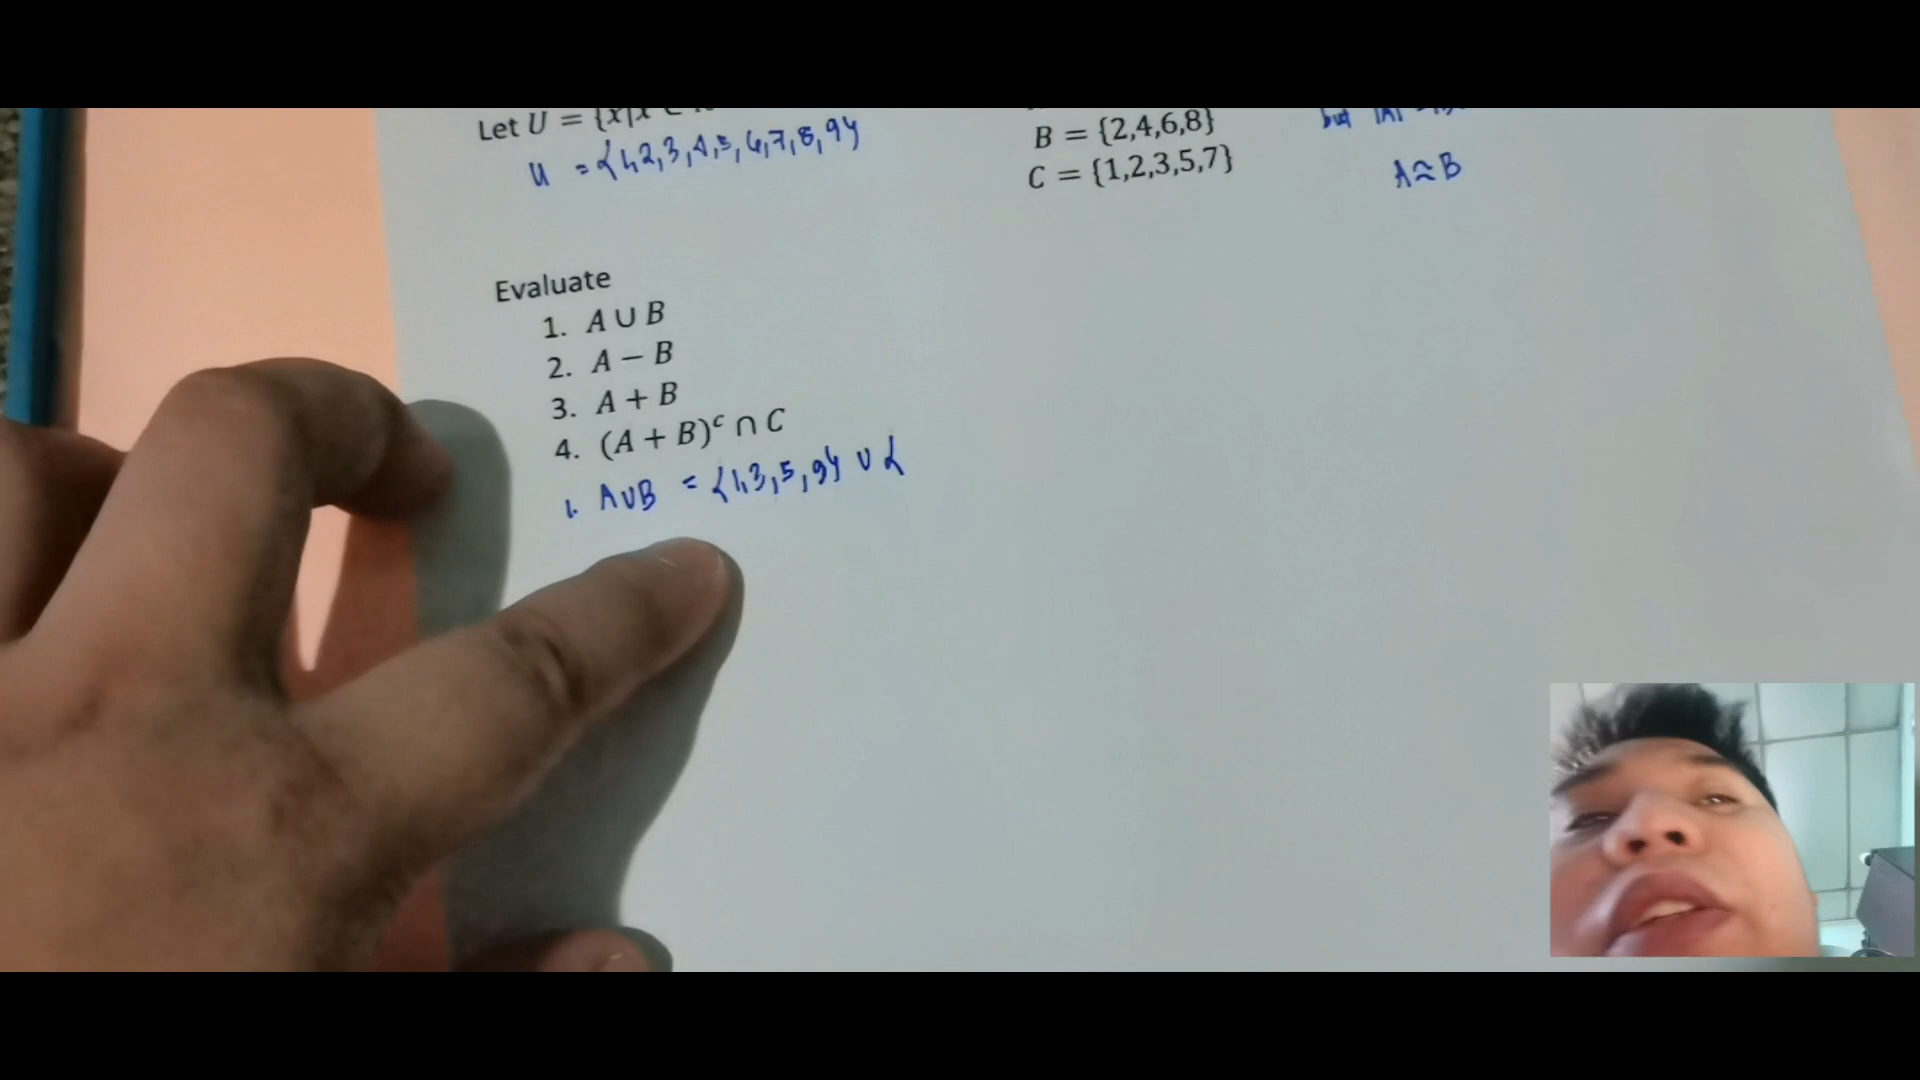 Let U = {x|x
U = {1,2,3,4,5,6,7,8,9}
B = {2,4,6,8}
C = {1,2,3,5,7}
but |A|
A≈B
Evaluate
1. A ∪ B
2. A − B
3. A + B
4. (A + B)ᶜ ∩ C
1. A∪B = {1,3,5,9} ∪ {